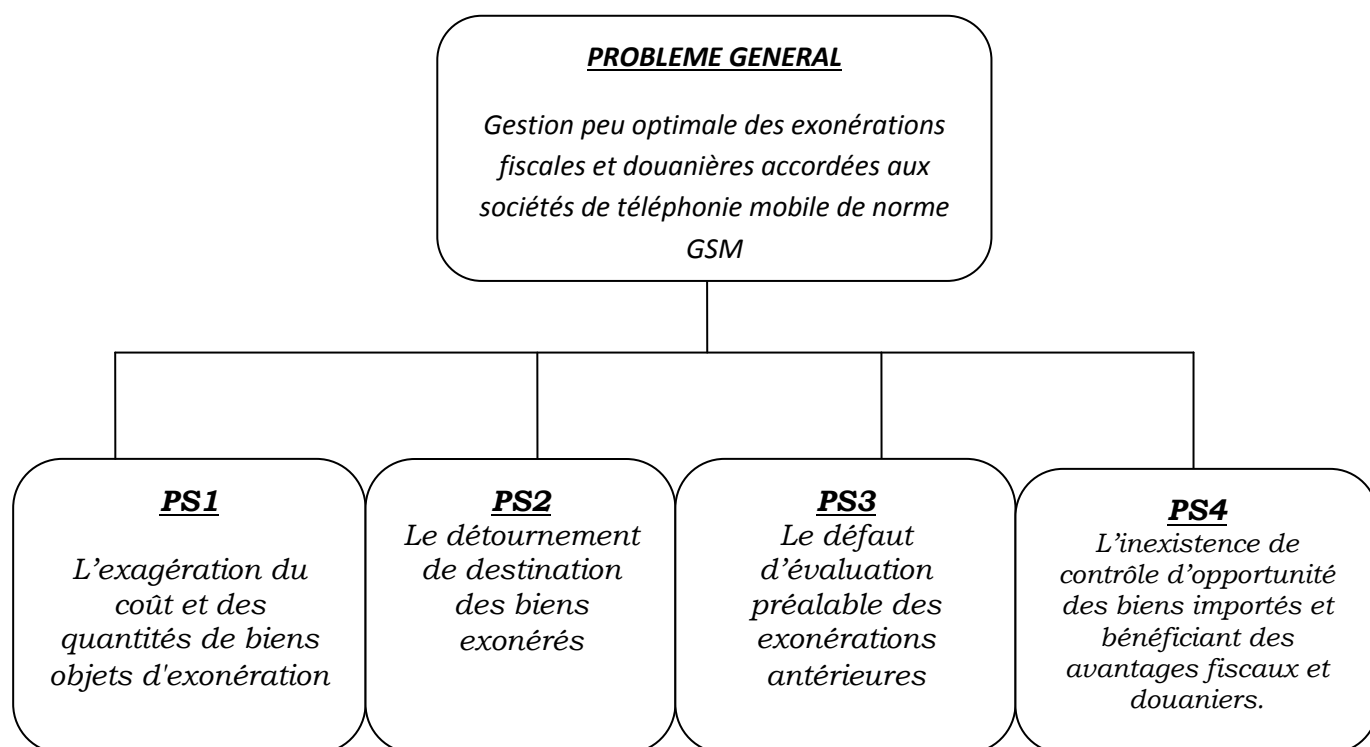 PROBLEME GENERAL
Gestion peu optimale des exonérations
fiscales et douanières accordées aux
sociétés de téléphonie mobile de norme
GSM
PS1
L’exagération du
coût et des
quantités de biens
objets d'exonération
PS2
Le détournement
de destination
des biens
exonérés
PS3
Le défaut
d’évaluation
préalable des
exonérations
antérieures
PS4
L’inexistence de
contrôle d’opportunité
des biens importés et
bénéficiant des
avantages fiscaux et
douaniers.